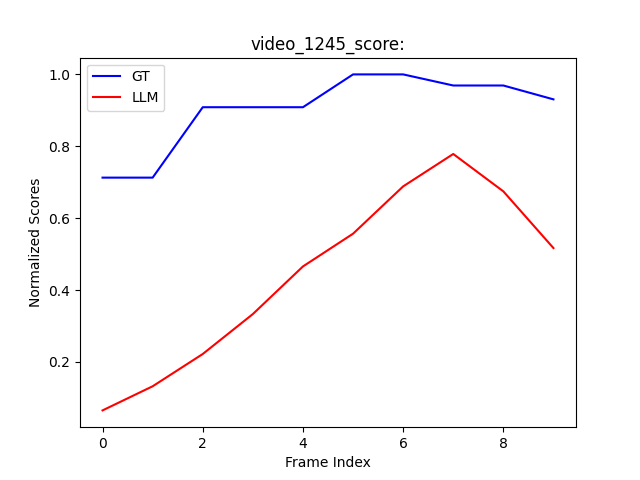 video_1245_score:
GT
LLM
Normalized Scores
1.0
0.8
0.6
0.4
0.2
0 2 4 6 8
Frame Index